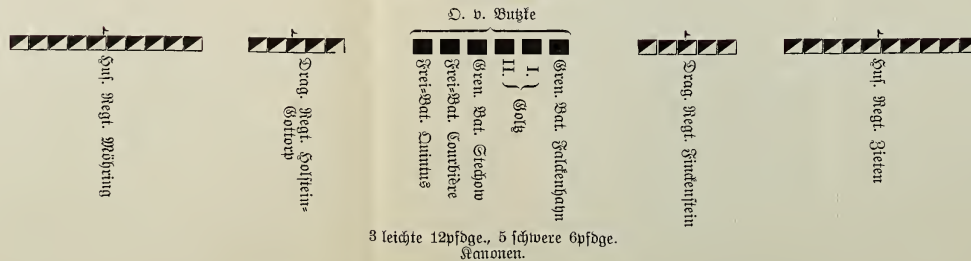 O. v. Butzke
Hus. Regt. Möhring
Drag. Regt. Holstein-
Gottorp
Frei-Bat. Quintus
Frei-Bat. Courbière
Gren. Bat. Stechow
II. } Goltz
I.
Gren. Bat. Falckenhayn
Drag. Regt. Finckenstein
Hus. Regt. Zieten
3 leichte 12pfdge., 5 schwere 6pfdge.
Kanonen.